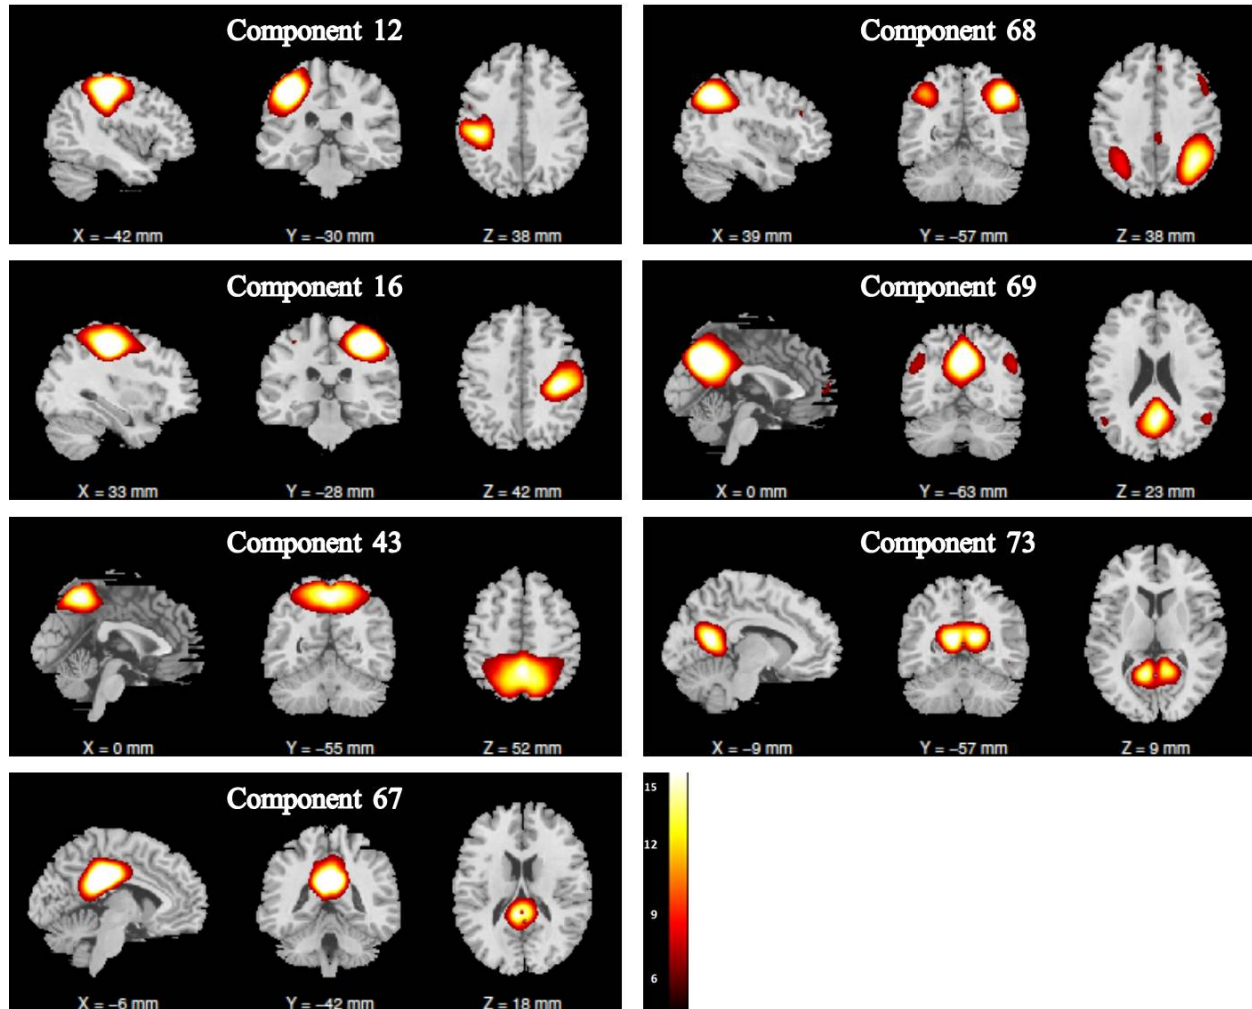 Component 12
X = −42 mm Y = −30 mm Z = 38 mm
Component 68
X = 39 mm Y = −57 mm Z = 38 mm
Component 16
X = 33 mm Y = −28 mm Z = 42 mm
Component 69
X = 0 mm Y = −63 mm Z = 23 mm
Component 43
X = 0 mm Y = −55 mm Z = 52 mm
Component 73
X = −9 mm Y = −57 mm Z = 9 mm
Component 67
X = −6 mm Y = −42 mm Z = 18 mm
15
12
9
6